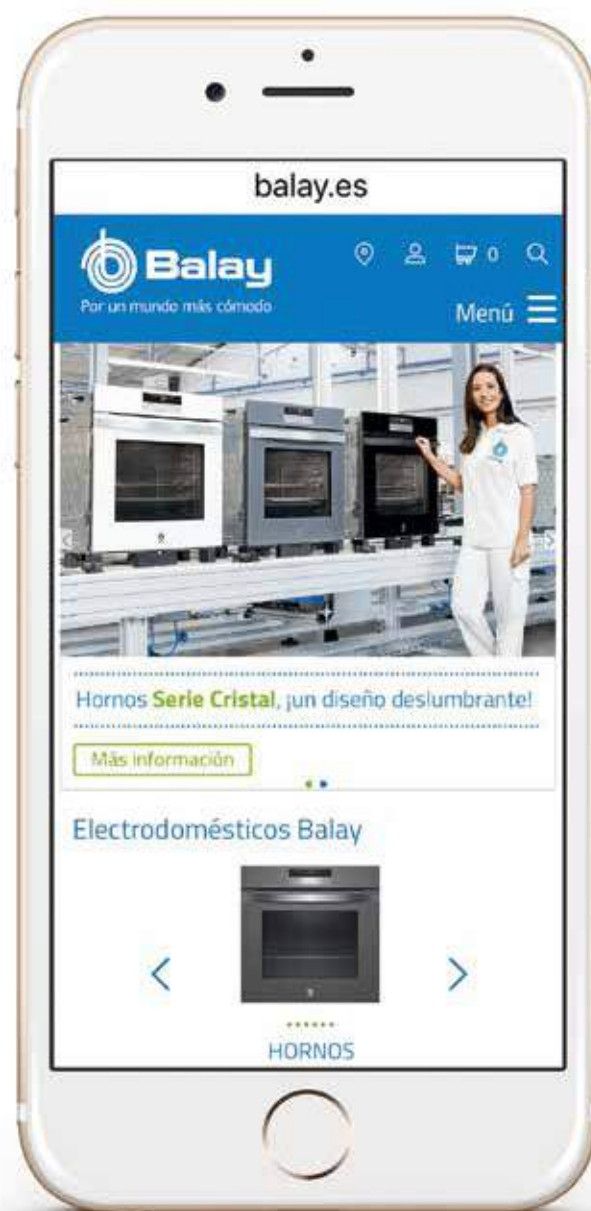 balay.es
Balay
Por un mundo más cómodo
0
Menú
Hornos Serie Cristal, ¡un diseño deslumbrante!
Más información
Electrodomésticos Balay
HORNOS